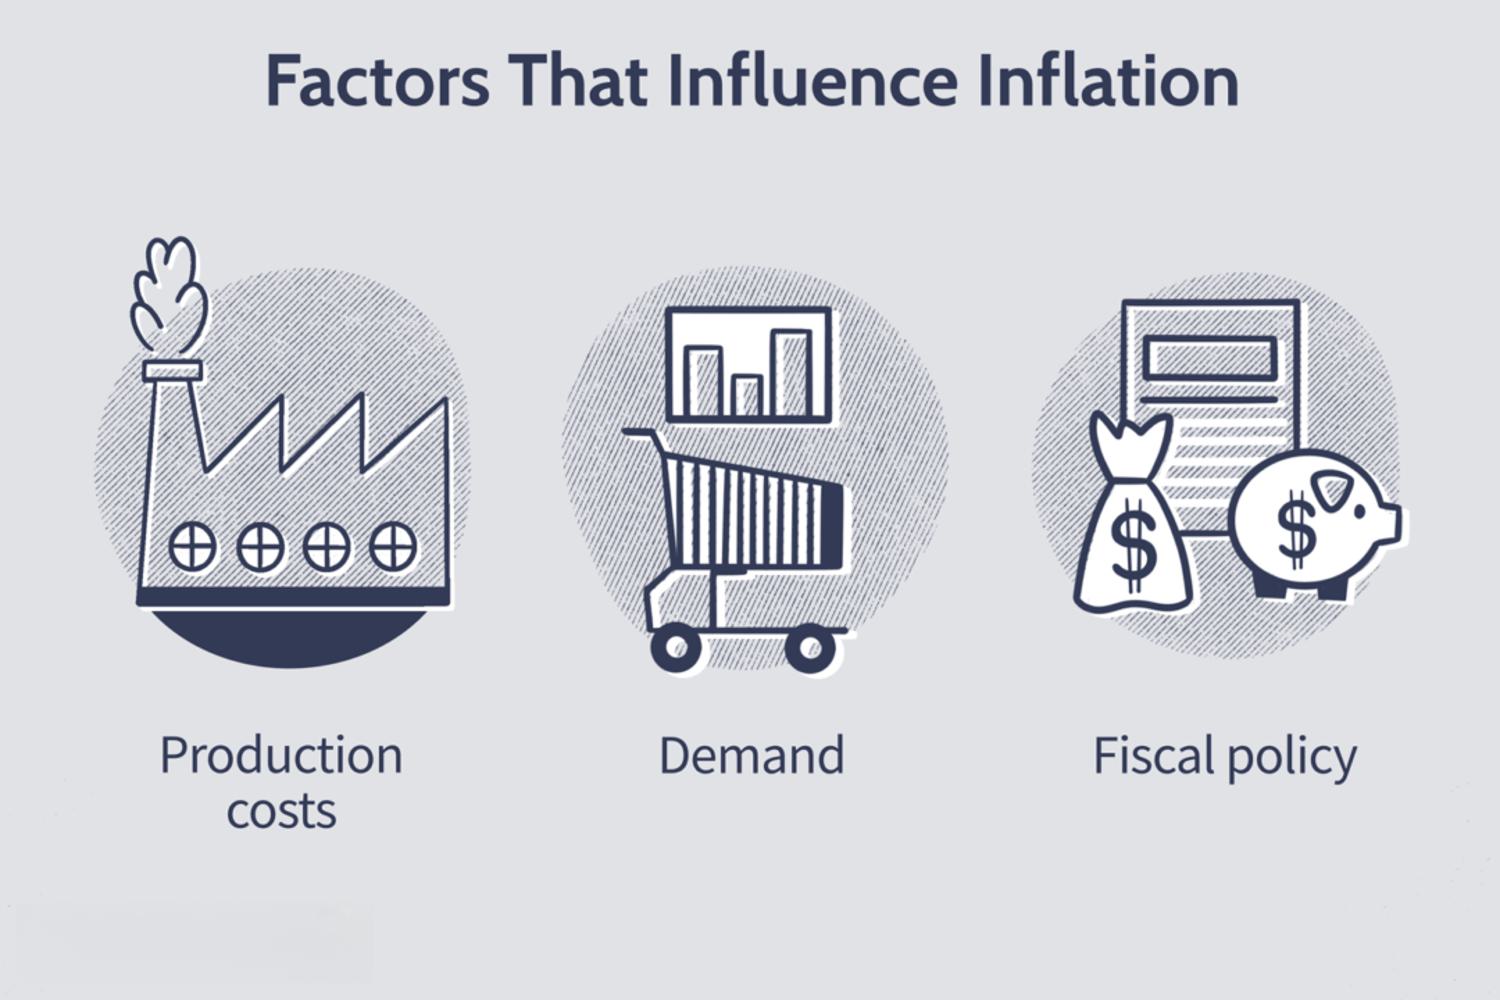 Factors That Influence Inflation
Production
costs
Demand
Fiscal policy
$
$